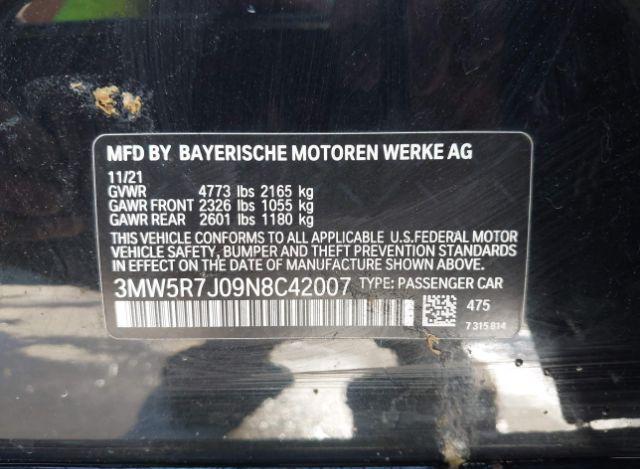 MFD BY BAYERISCHE MOTOREN WERKE AG
11/21
GVWR 4773 lbs 2165 kg
GAWR FRONT 2326 lbs 1055 kg
GAWR REAR 2601 lbs 1180 kg
THIS VEHICLE CONFORMS TO ALL APPLICABLE U.S.FEDERAL MOTOR
VEHICLE SAFETY, BUMPER AND THEFT PREVENTION STANDARDS
IN EFFECT ON THE DATE OF MANUFACTURE SHOWN ABOVE.
3MW5R7J09N8C42007 TYPE: PASSENGER CAR
475
7 315 814